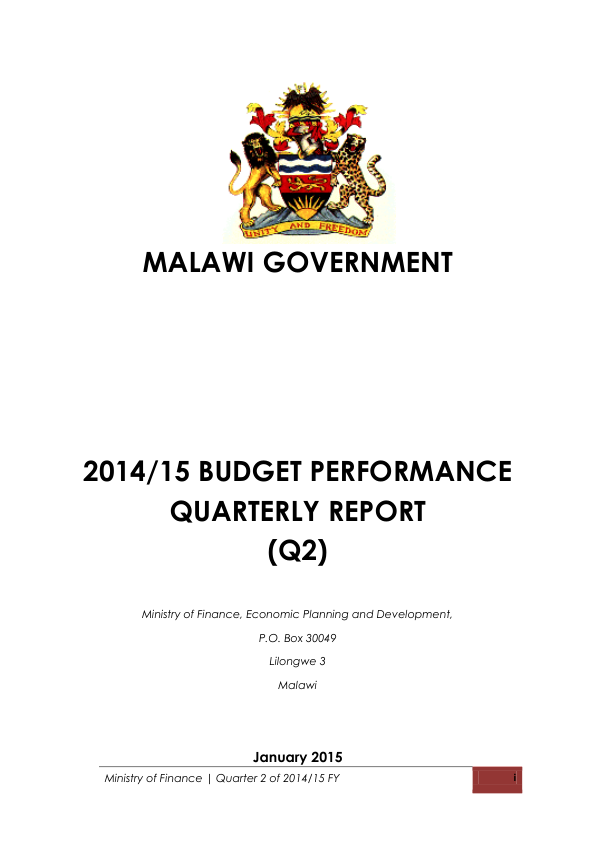 UNITY AND FREEDOM
MALAWI GOVERNMENT
2014/15 BUDGET PERFORMANCE
QUARTERLY REPORT
(Q2)
Ministry of Finance, Economic Planning and Development,
P.O. Box 30049
Lilongwe 3
Malawi
January 2015
Ministry of Finance | Quarter 2 of 2014/15 FY
i